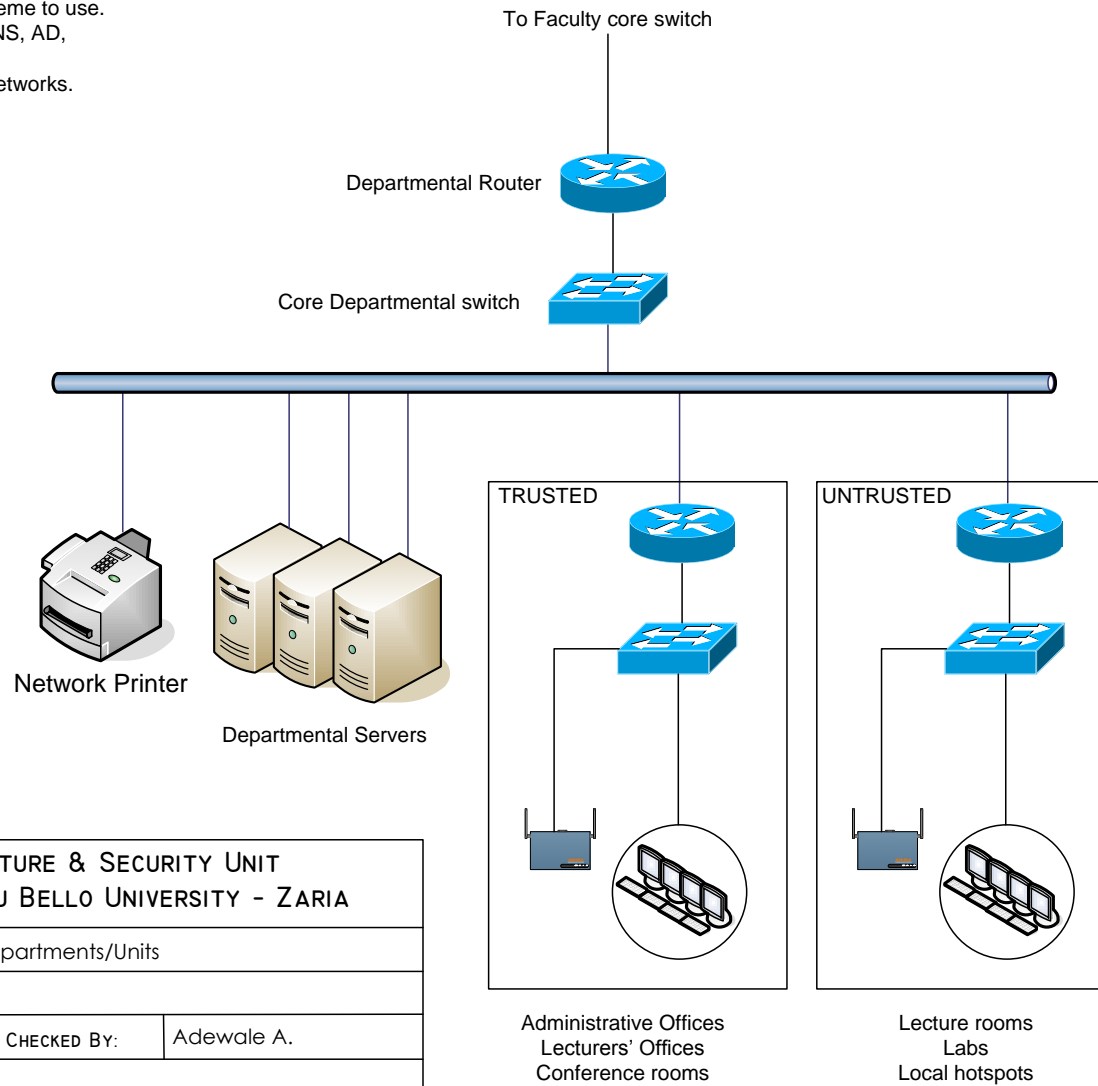 eme to use.
NS, AD,
etworks.
To Faculty core switch
Departmental Router
Core Departmental switch
TRUSTED
UNTRUSTED
Network Printer
Departmental Servers
TURE & SECURITY UNIT
U BELLO UNIVERSITY - ZARIA
partments/Units
CHECKED BY:
Adewale A.
Administrative Offices
Lecturers' Offices
Conference rooms
Lecture rooms
Labs
Local hotspots